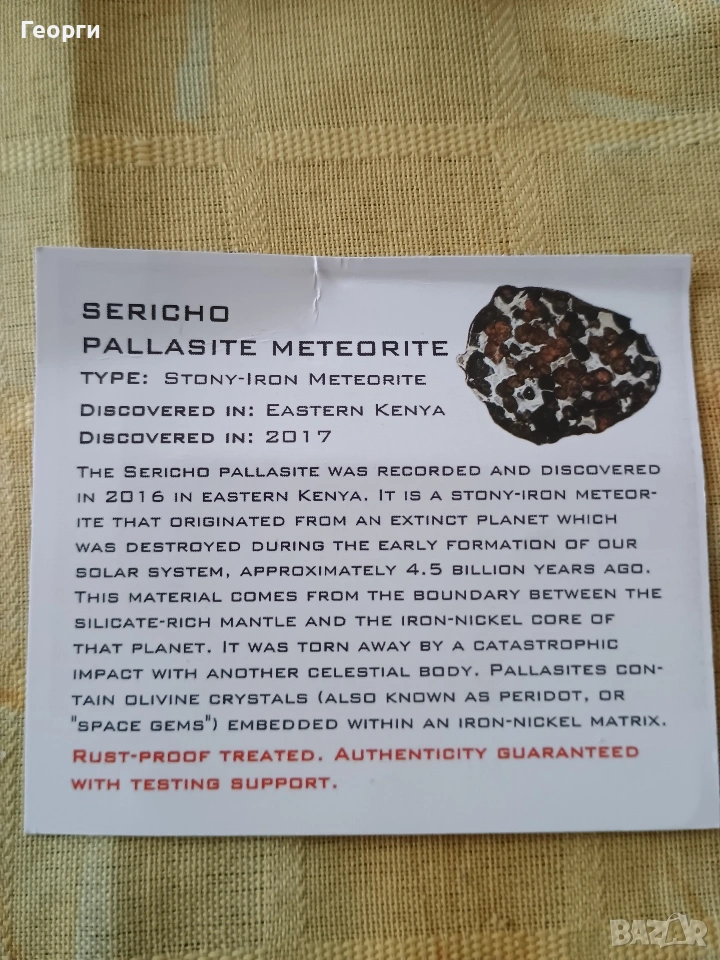 Георги
SERICHO
PALLASITE METEORITE
TYPE: STONY-IRON METEORITE
DISCOVERED IN: EASTERN KENYA
DISCOVERED IN: 2017
THE SERICHO PALLASITE WAS RECORDED AND DISCOVERED
IN 2016 IN EASTERN KENYA. IT IS A STONY-IRON METEOR-
ITE THAT ORIGINATED FROM AN EXTINCT PLANET WHICH
WAS DESTROYED DURING THE EARLY FORMATION OF OUR
SOLAR SYSTEM, APPROXIMATELY 4.5 BILLION YEARS AGO.
THIS MATERIAL COMES FROM THE BOUNDARY BETWEEN THE
SILICATE-RICH MANTLE AND THE IRON-NICKEL CORE OF
THAT PLANET. IT WAS TORN AWAY BY A CATASTROPHIC
IMPACT WITH ANOTHER CELESTIAL BODY. PALLASITES CON-
TAIN OLIVINE CRYSTALS (ALSO KNOWN AS PERIDOT, OR
"SPACE GEMS") EMBEDDED WITHIN AN IRON-NICKEL MATRIX.
RUST-PROOF TREATED. AUTHENTICITY GUARANTEED
WITH TESTING SUPPORT.
BAZAR